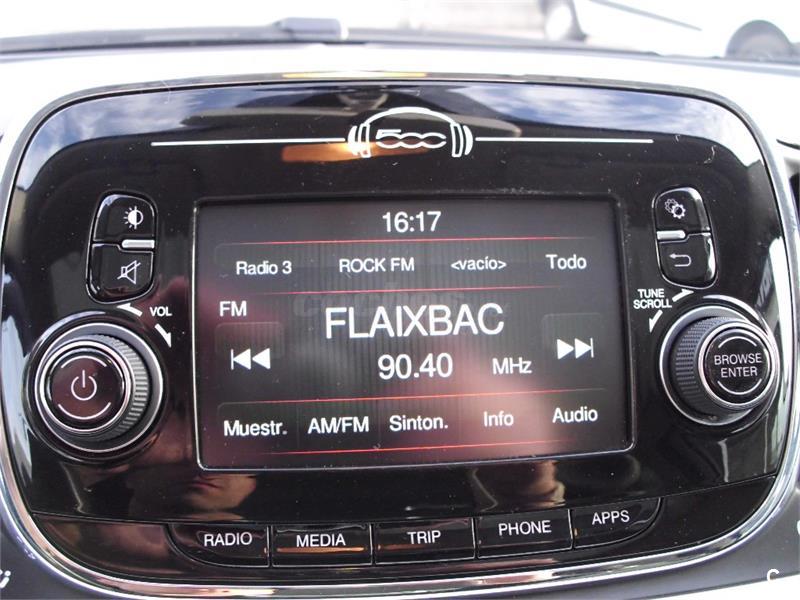 500
16:17
Radio 3 ROCK FM <vacío> Todo
FM
FLAIXBAC
90.40 MHz
Muestr. AM/FM Sinton. Info Audio
VOL
TUNE
SCROLL
BROWSE
ENTER
RADIO MEDIA TRIP PHONE APPS